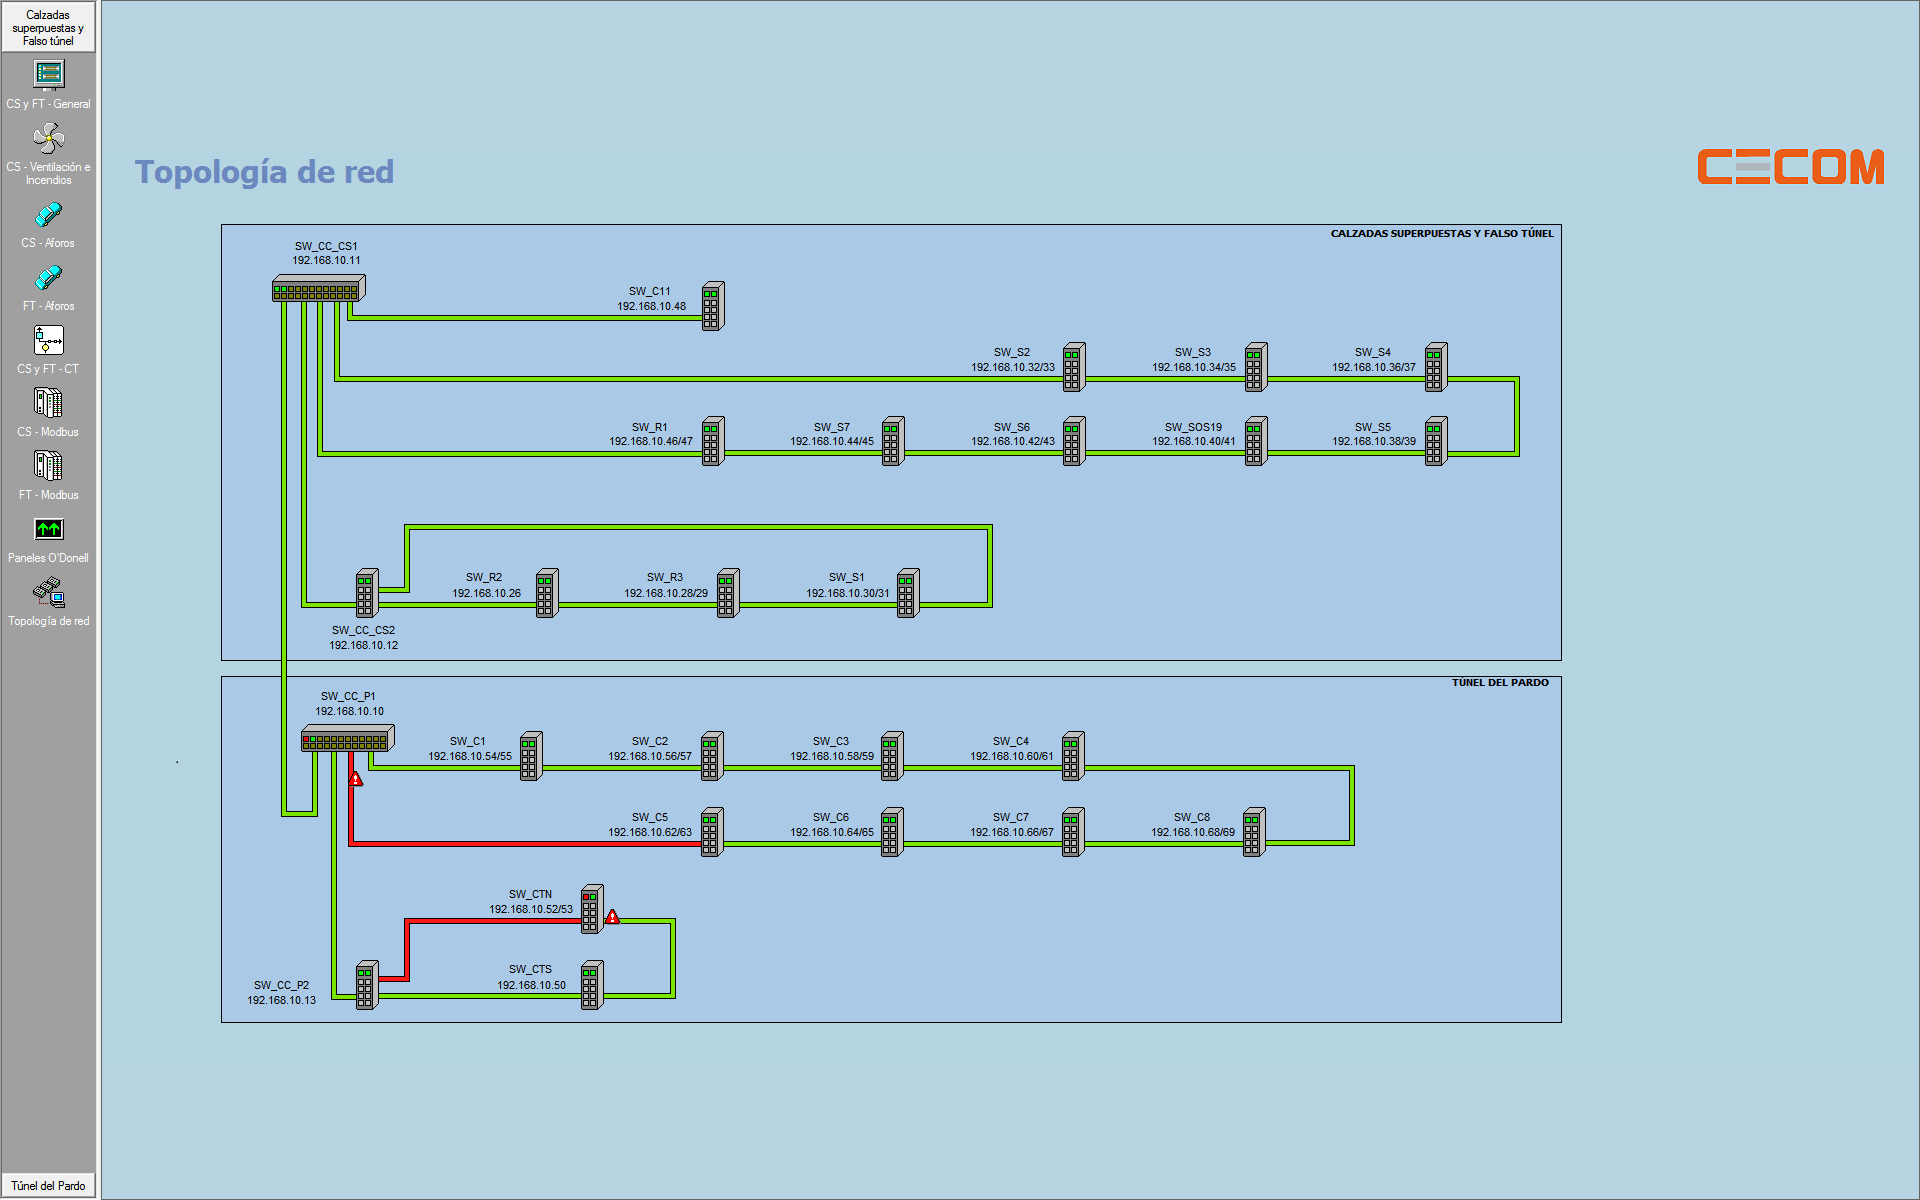 Calzadas
superpuestas y
Falso túnel
CS y FT - General
CS - Ventilación e
Incendios
CS - Aforos
FT - Aforos
CS y FT - CT
CS - Modbus
FT - Modbus
Paneles O'Donell
Topología de red
Túnel del Pardo
Topología de red
CECOM
CALZADAS SUPERPUESTAS Y FALSO TÚNEL
SW_CC_CS1
192.168.10.11
SW_C11
192.168.10.48
SW_S2
192.168.10.32/33
SW_S3
192.168.10.34/35
SW_S4
192.168.10.36/37
SW_R1
192.168.10.46/47
SW_S7
192.168.10.44/45
SW_S6
192.168.10.42/43
SW_SOS19
192.168.10.40/41
SW_S5
192.168.10.38/39
SW_R2
192.168.10.26
SW_R3
192.168.10.28/29
SW_S1
192.168.10.30/31
SW_CC_CS2
192.168.10.12
TÚNEL DEL PARDO
SW_CC_P1
192.168.10.10
SW_C1
192.168.10.54/55
SW_C2
192.168.10.56/57
SW_C3
192.168.10.58/59
SW_C4
192.168.10.60/61
SW_C5
192.168.10.62/63
SW_C6
192.168.10.64/65
SW_C7
192.168.10.66/67
SW_C8
192.168.10.68/69
SW_CTN
192.168.10.52/53
SW_CTS
192.168.10.50
SW_CC_P2
192.168.10.13